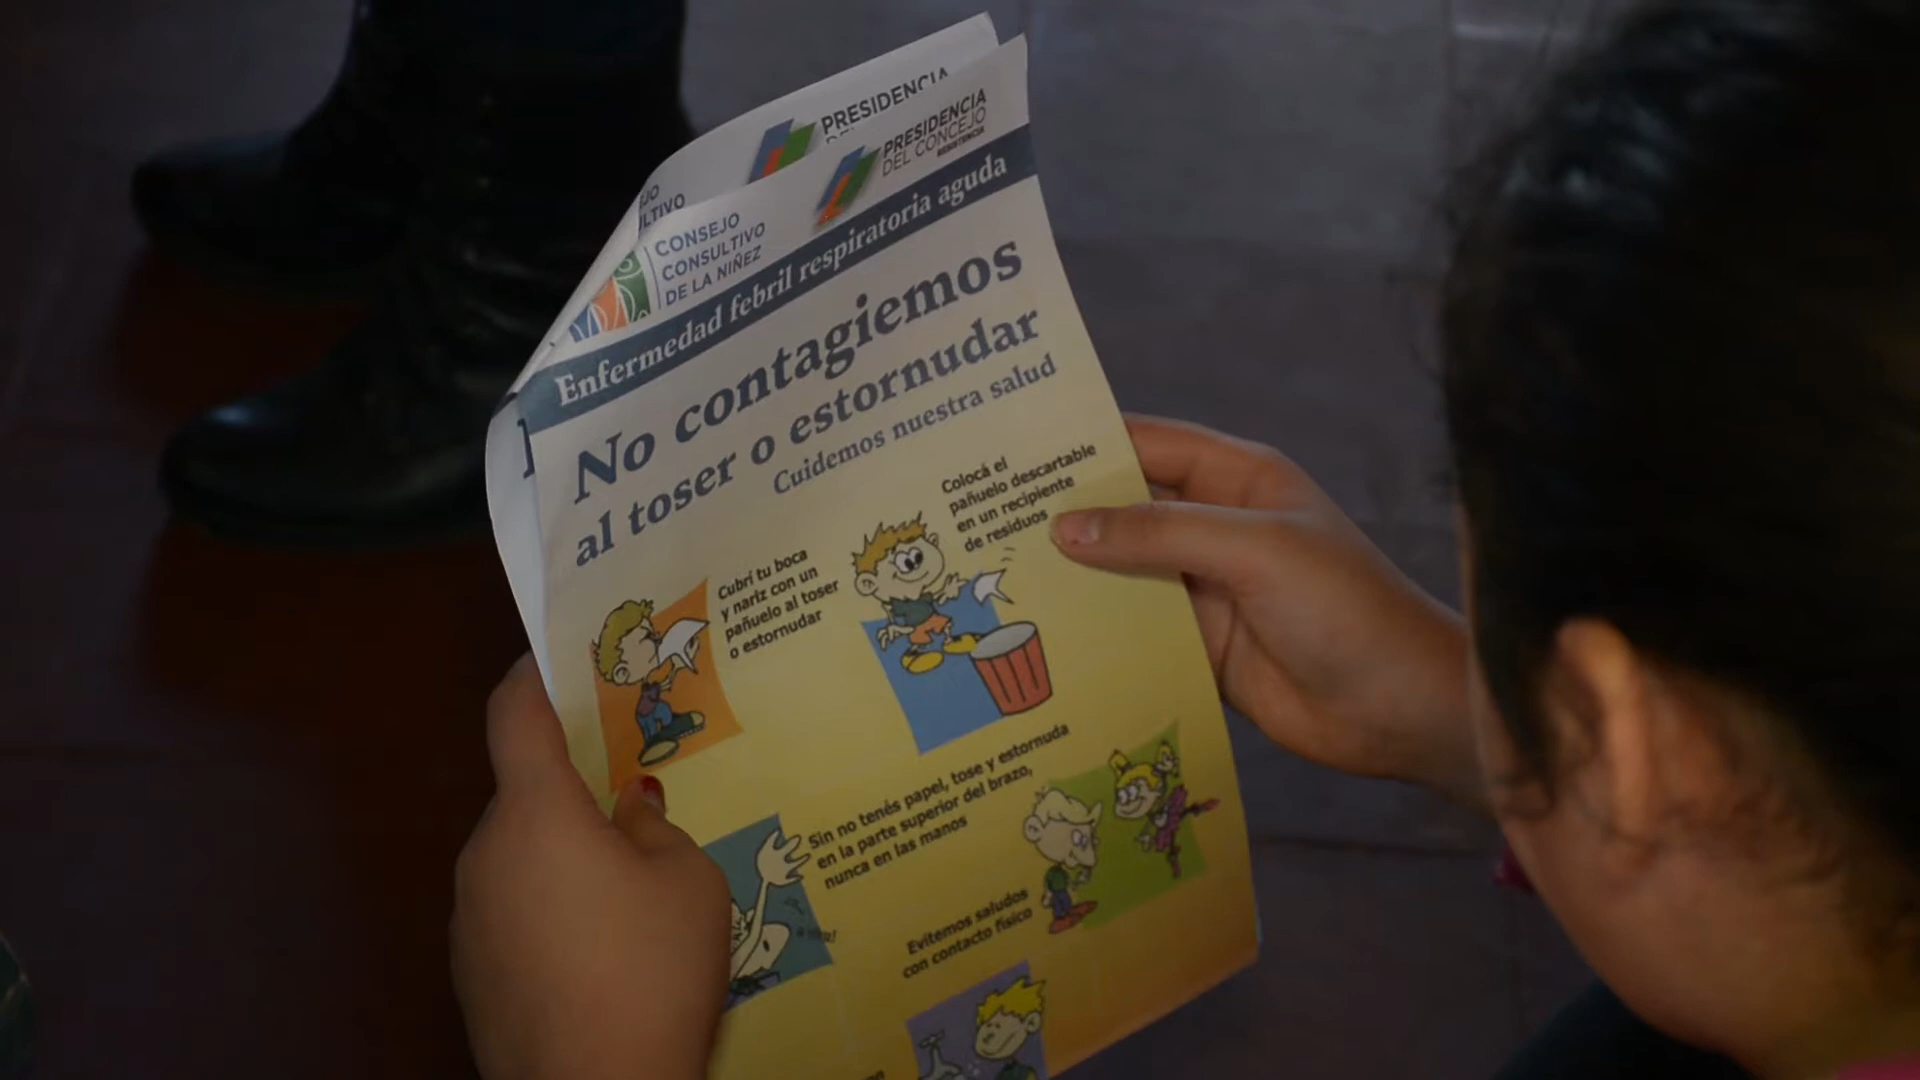 PRESIDENCIA
PRESIDENCIA
DEL CONCEJO
RESISTENCIA
CONSEJO
CONSULTIVO
DE LA NIÑEZ
Enfermedad febril respiratoria aguda
No contagiemos
al toser o estornudar
Cuidemos nuestra salud
Colocá el
pañuelo descartable
en un recipiente
de residuos
Cubrí tu boca
y nariz con un
pañuelo al toser
o estornudar
Sin no tenés papel, tose y estornuda
en la parte superior del brazo,
nunca en las manos
Evitemos saludos
con contacto físico